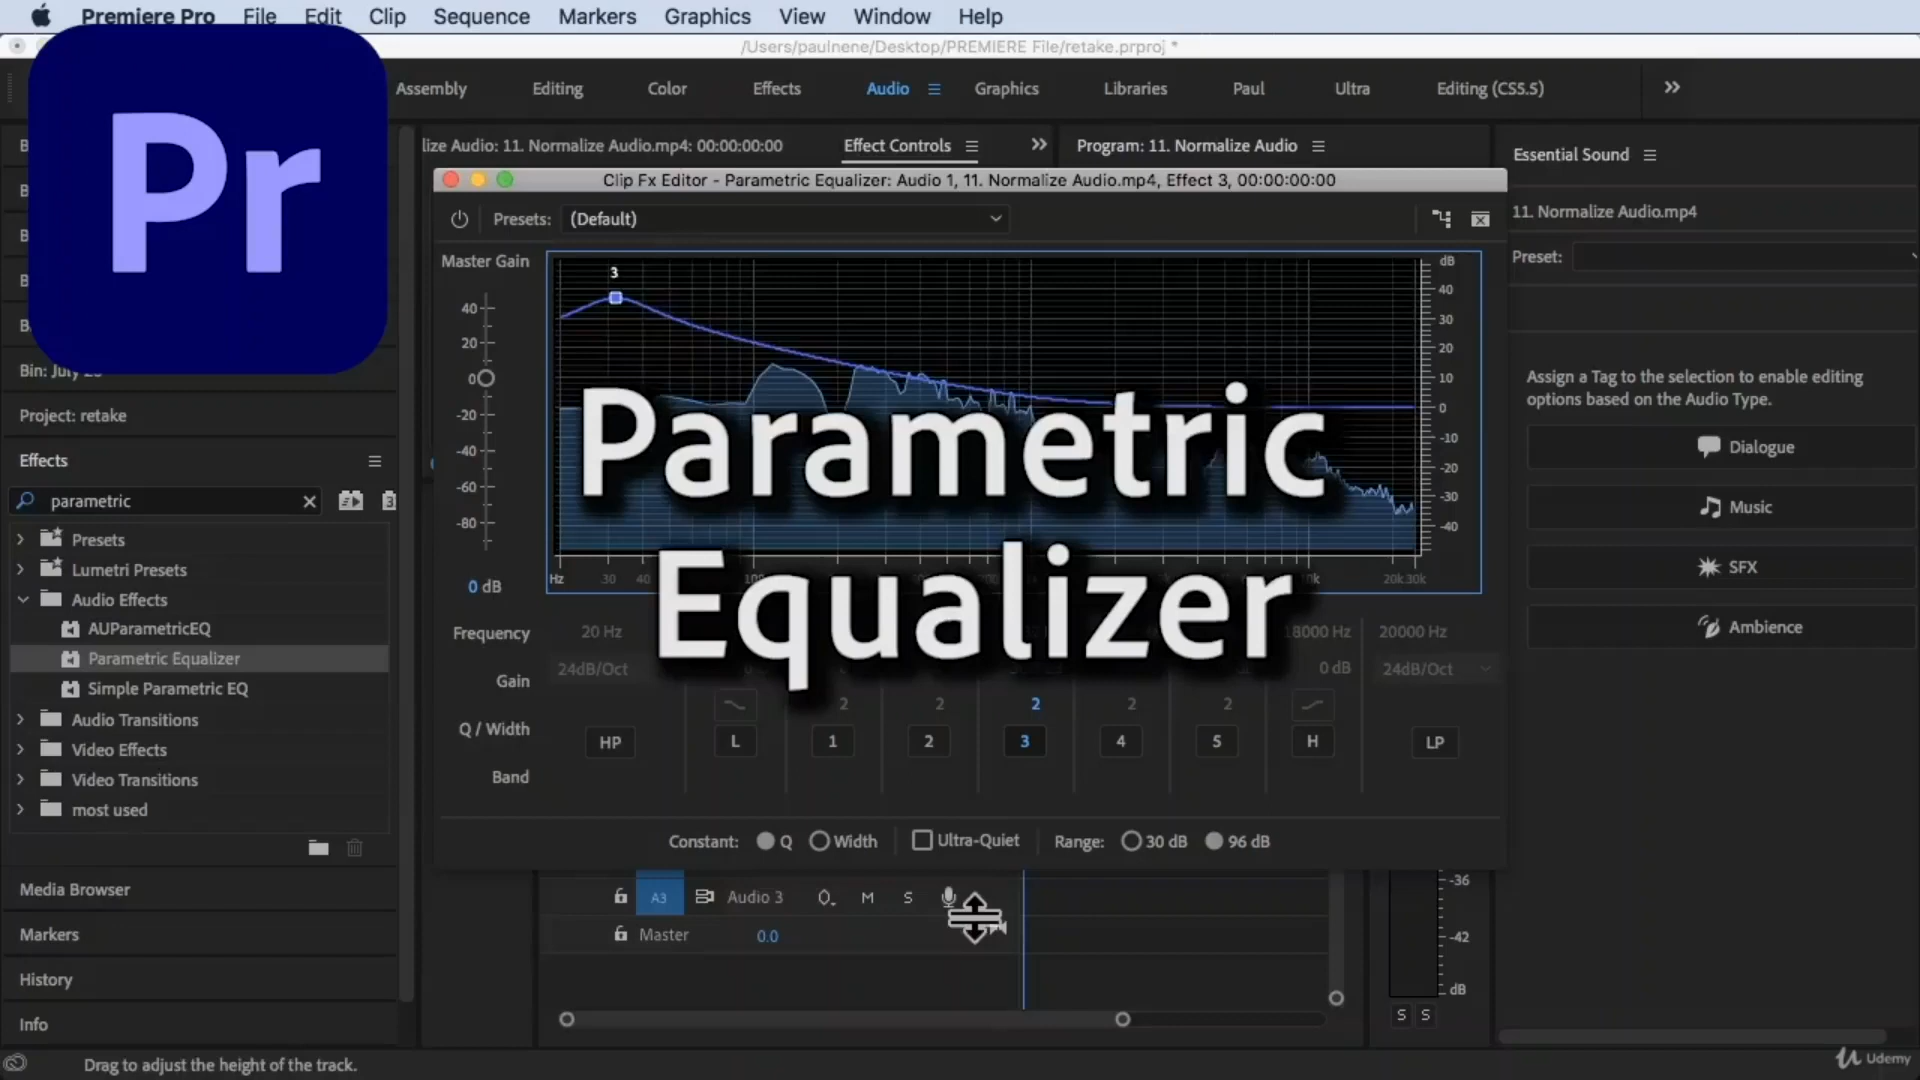 Premiere Pro File Edit Clip Sequence Markers Graphics View Window Help
/Users/paulnene/Desktop/PREMIERE File/retake.prproj *
Pr
Assembly Editing Color Effects Audio Graphics Libraries Paul Ultra Editing (CS5.5)
lize Audio: 11. Normalize Audio.mp4: 00:00:00:00 Effect Controls Program: 11. Normalize Audio
Essential Sound
Clip Fx Editor - Parametric Equalizer: Audio 1, 11. Normalize Audio.mp4, Effect 3, 00:00:00:00
Presets: (Default)
11. Normalize Audio.mp4
Preset:
Master Gain
40
20
0
-20
-40
-60
-80
0 dB
3
dB
40
30
20
10
0
-10
-20
-30
-40
Hz 30 40
Parametric
Equalizer
Frequency 20 Hz 18000 Hz 20000 Hz
24dB/Oct 0 dB 24dB/Oct
Gain
2 2 2 2 2
Q / Width
HP L 1 2 3 4 5 H LP
Band
Constant: Q Width Ultra-Quiet Range: 30 dB 96 dB
Assign a Tag to the selection to enable editing
options based on the Audio Type.
Dialogue
Music
SFX
Ambience
Project: retake
Effects
parametric
Presets
Lumetri Presets
Audio Effects
AUParametricEQ
Parametric Equalizer
Simple Parametric EQ
Audio Transitions
Video Effects
Video Transitions
most used
Media Browser
Markers
History
Info
A3 Audio 3 M S
Master 0.0
-36
-42
dB
S S
Drag to adjust the height of the track.
Udemy